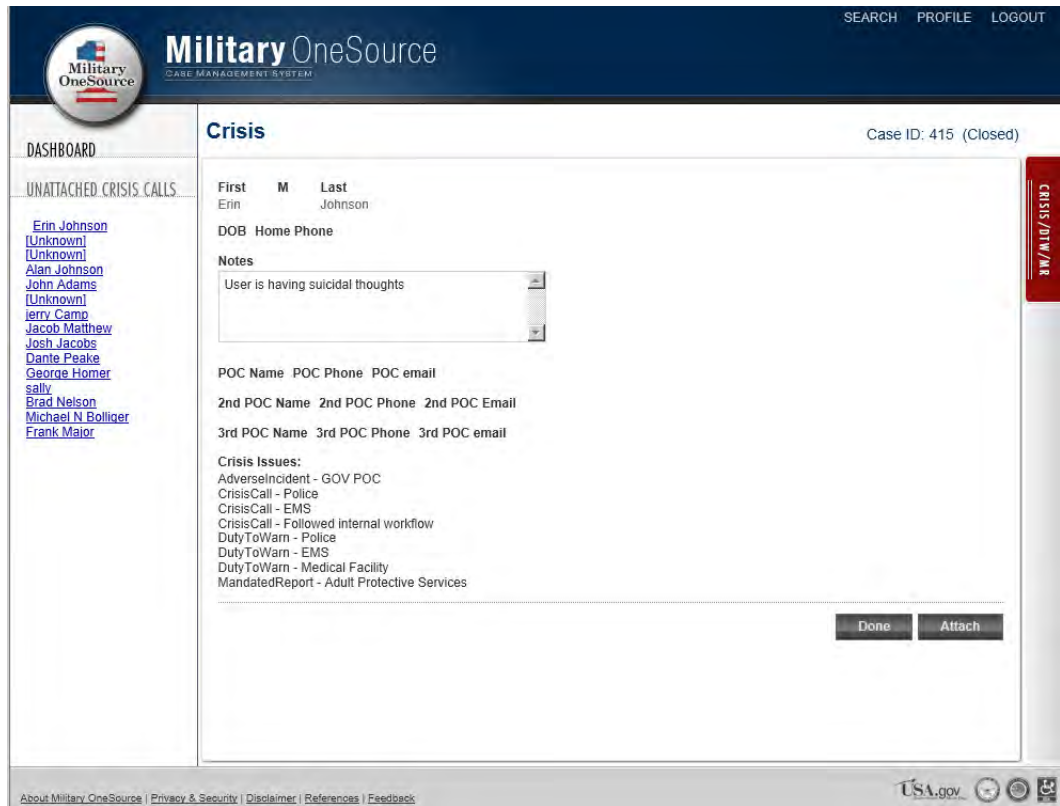 SEARCH PROFILE LOGOUT
Military OneSource
CASE MANAGEMENT SYSTEM
Military
OneSource
DASHBOARD
UNATTACHED CRISIS CALLS
Erin Johnson
[Unknown]
[Unknown]
Alan Johnson
John Adams
[Unknown]
jerry Camp
Jacob Matthew
Josh Jacobs
Dante Peake
George Homer
sally
Brad Nelson
Michael N Bolliger
Frank Major
Crisis
Case ID: 415 (Closed)
CRISIS/DTW/MR
First M Last
Erin Johnson
DOB Home Phone
Notes
User is having suicidal thoughts
POC Name POC Phone POC email
2nd POC Name 2nd POC Phone 2nd POC Email
3rd POC Name 3rd POC Phone 3rd POC email
Crisis Issues:
AdverseIncident - GOV POC
CrisisCall - Police
CrisisCall - EMS
CrisisCall - Followed internal workflow
DutyToWarn - Police
DutyToWarn - EMS
DutyToWarn - Medical Facility
MandatedReport - Adult Protective Services
Done Attach
About Military OneSource | Privacy & Security | Disclaimer | References | Feedback
USA.gov